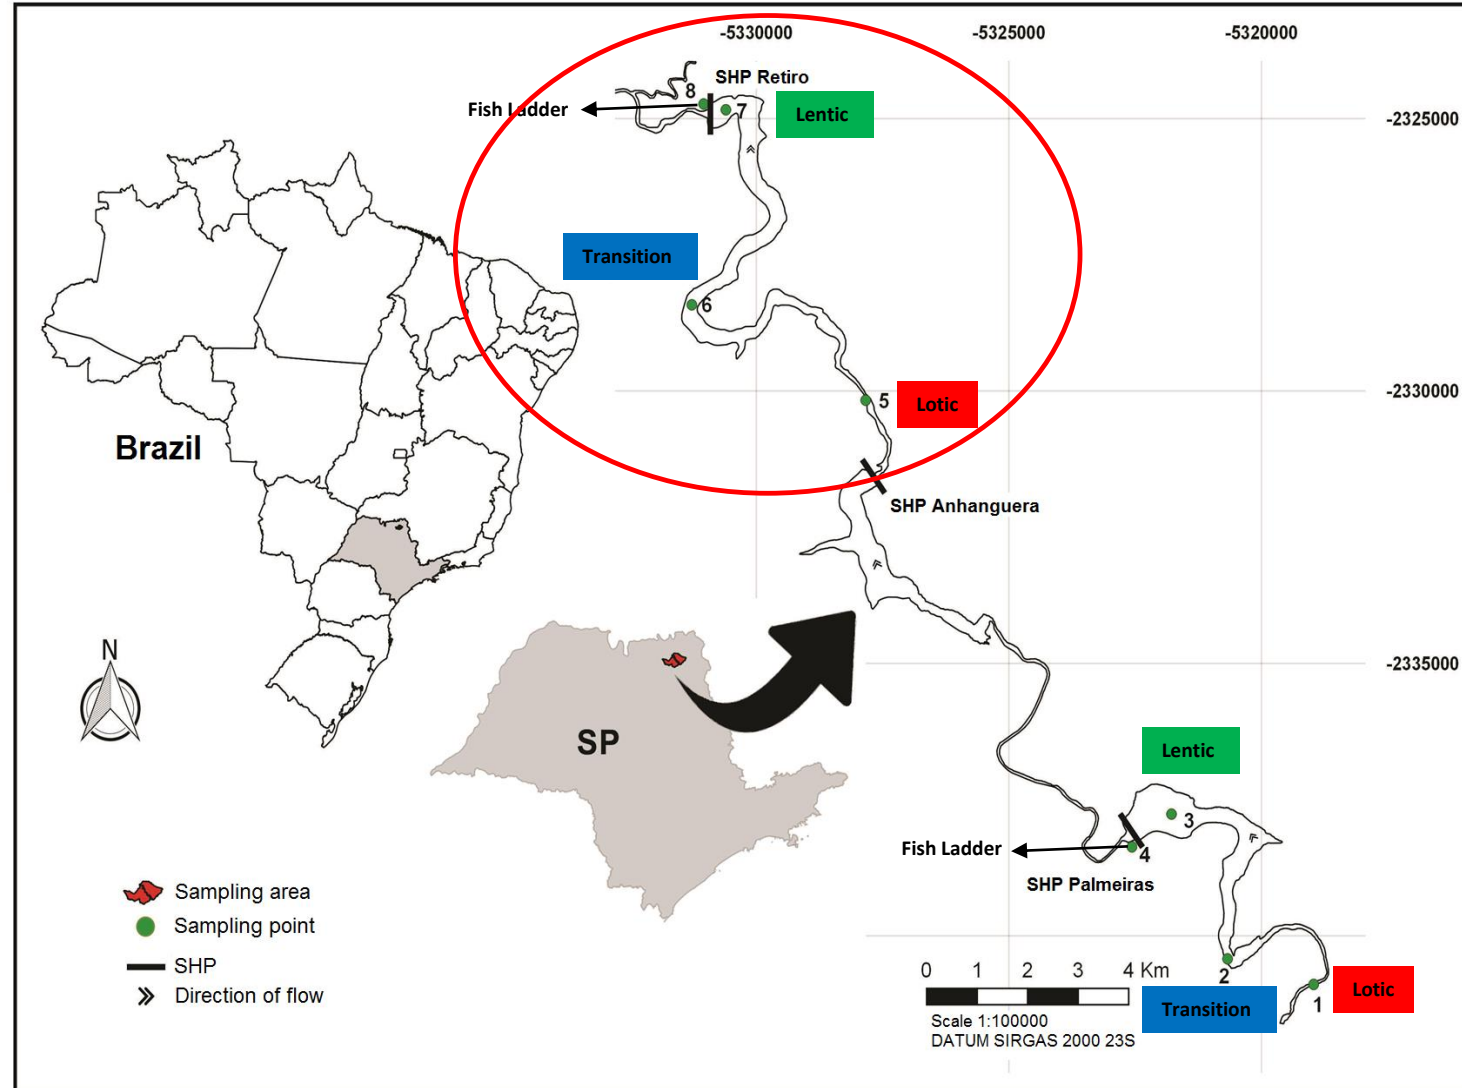 -5330000
-5325000
-5320000
SHP Retiro
8
Fish Ladder
7
Lentic
-2325000
Transition
6
-2330000
5
Lotic
Brazil
SHP Anhanguera
N
-2335000
SP
Lentic
3
Fish Ladder
4
SHP Palmeiras
Sampling area
Sampling point
SHP
Direction of flow
0 1 2 3 4 Km
Scale 1:100000
DATUM SIRGAS 2000 23S
2
Transition
1
Lotic